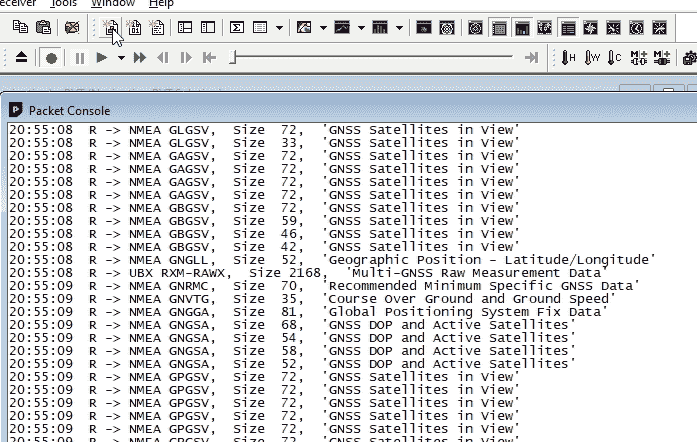 eceiver Tools Window Help
Packet Console
20:55:08 R -> NMEA GLGSV, Size 72, 'GNSS Satellites in View'
20:55:08 R -> NMEA GLGSV, Size 33, 'GNSS Satellites in View'
20:55:08 R -> NMEA GAGSV, Size 72, 'GNSS Satellites in View'
20:55:08 R -> NMEA GAGSV, Size 72, 'GNSS Satellites in View'
20:55:08 R -> NMEA GAGSV, Size 72, 'GNSS Satellites in View'
20:55:08 R -> NMEA GBGSV, Size 72, 'GNSS Satellites in View'
20:55:08 R -> NMEA GBGSV, Size 59, 'GNSS Satellites in View'
20:55:08 R -> NMEA GBGSV, Size 46, 'GNSS Satellites in View'
20:55:08 R -> NMEA GBGSV, Size 42, 'GNSS Satellites in View'
20:55:08 R -> NMEA GNGLL, Size 52, 'Geographic Position - Latitude/Longitude'
20:55:08 R -> UBX RXM-RAWX, Size 2168, 'Multi-GNSS Raw Measurement Data'
20:55:09 R -> NMEA GNRMC, Size 70, 'Recommended Minimum Specific GNSS Data'
20:55:09 R -> NMEA GNVTG, Size 35, 'Course Over Ground and Ground Speed'
20:55:09 R -> NMEA GNGGA, Size 81, 'Global Positioning System Fix Data'
20:55:09 R -> NMEA GNGSA, Size 68, 'GNSS DOP and Active Satellites'
20:55:09 R -> NMEA GNGSA, Size 54, 'GNSS DOP and Active Satellites'
20:55:09 R -> NMEA GNGSA, Size 58, 'GNSS DOP and Active Satellites'
20:55:09 R -> NMEA GNGSA, Size 52, 'GNSS DOP and Active Satellites'
20:55:09 R -> NMEA GPGSV, Size 72, 'GNSS Satellites in View'
20:55:09 R -> NMEA GPGSV, Size 72, 'GNSS Satellites in View'
20:55:09 R -> NMEA GPGSV, Size 72, 'GNSS Satellites in View'
20:55:09 R -> NMEA GPGSV, Size 72, 'GNSS Satellites in View'
20:55:09 R -> NMEA GPGSV, Size 72, 'GNSS Satellites in View'